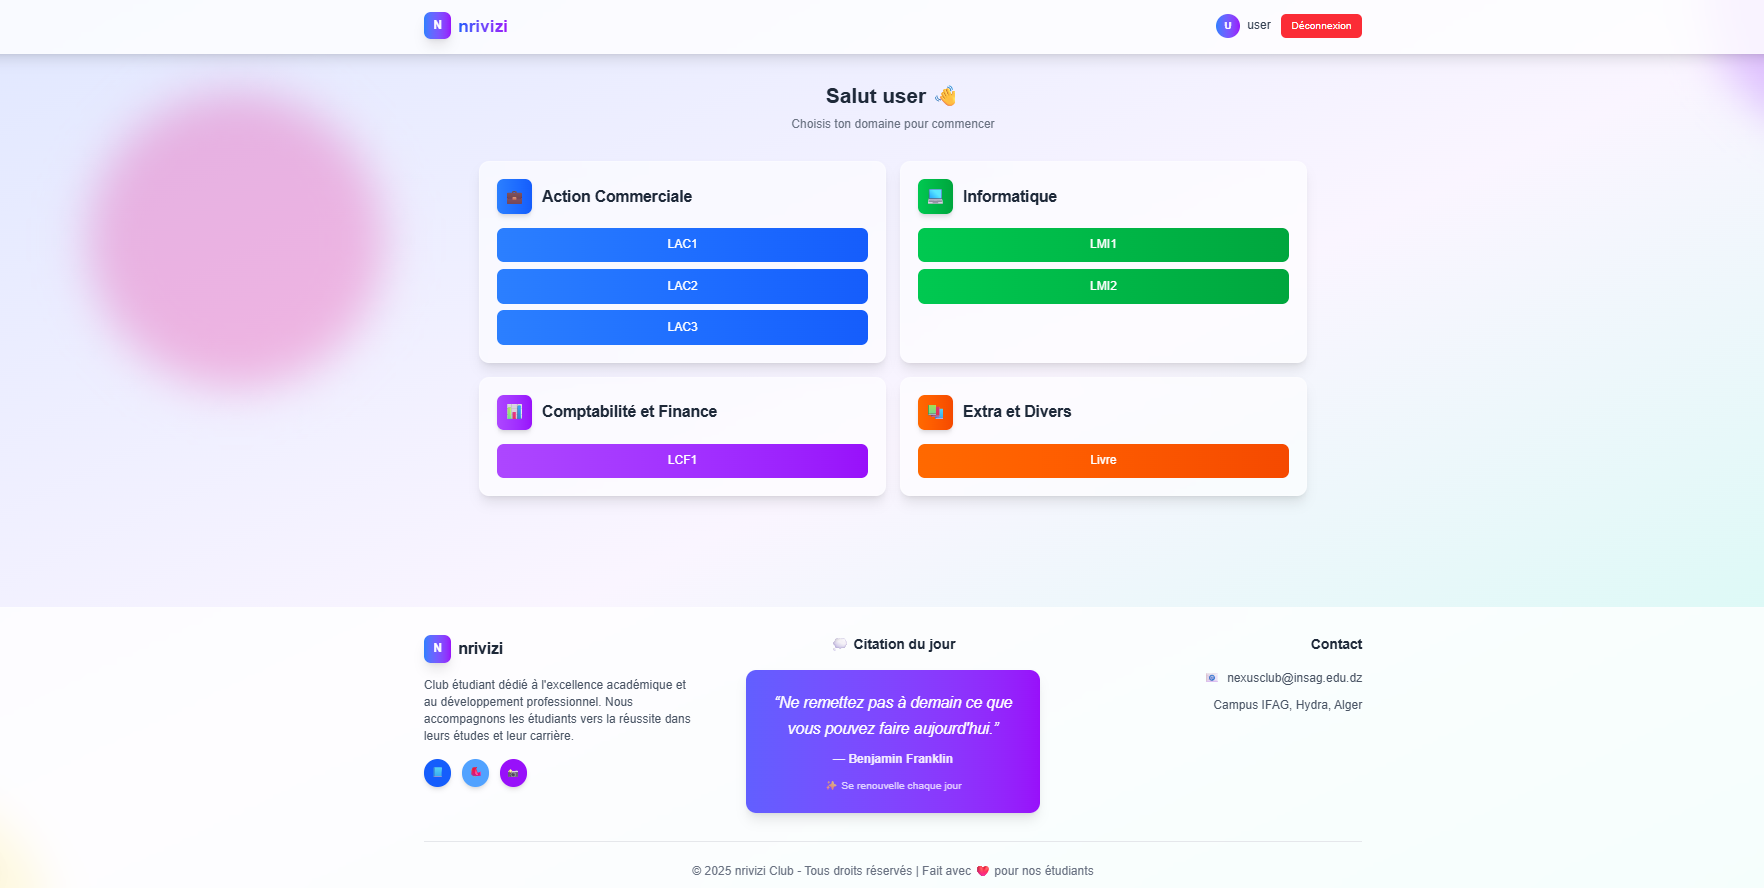 N nrivizi
U user Déconnexion
Salut user 👋
Choisis ton domaine pour commencer
Action Commerciale
LAC1
LAC2
LAC3
Informatique
LMI1
LMI2
Comptabilité et Finance
LCF1
Extra et Divers
Livre
N nrivizi
Club étudiant dédié à l'excellence académique et
au développement professionnel. Nous
accompagnons les étudiants vers la réussite dans
leurs études et leur carrière.
Citation du jour
"Ne remettez pas à demain ce que
vous pouvez faire aujourd'hui."
— Benjamin Franklin
✨ Se renouvelle chaque jour
Contact
nexusclub@insag.edu.dz
Campus IFAG, Hydra, Alger
© 2025 nrivizi Club - Tous droits réservés | Fait avec ❤️ pour nos étudiants